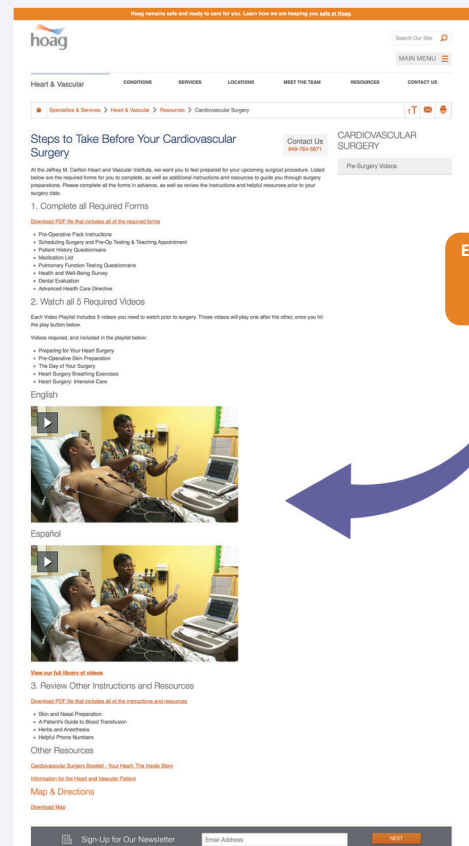 Hoag remains safe and ready to care for you. Learn how we are keeping you safe at Hoag.
hoag
Search Our Site
MAIN MENU
Heart & Vascular
CONDITIONS
SERVICES
LOCATIONS
MEET THE TEAM
RESOURCES
CONTACT US
Specialties & Services > Heart & Vascular > Resources > Cardiovascular Surgery
TT
Steps to Take Before Your Cardiovascular
Surgery
Contact Us
949-764-5871
CARDIOVASCULAR
SURGERY
Pre-Surgery Videos
At the Jeffrey M. Carlton Heart and Vascular Institute, we want you to feel prepared for your upcoming surgical procedure. Listed
below are the required forms for you to complete, as well as additional instructions and resources to guide you through surgery
preparations. Please complete all the forms in advance, as well as review the instructions and helpful resources prior to your
surgery date.
1. Complete all Required Forms
Download PDF file that includes all of the required forms
• Pre-Operative Pack Instructions
• Scheduling Surgery and Pre-Op Testing & Teaching Appointment
• Patient History Questionnaire
• Medication List
• Pulmonary Function Testing Questionnaire
• Health and Well-Being Survey
• Dental Evaluation
• Advanced Health Care Directive
E
2. Watch all 5 Required Videos
Each Video Playlist includes 5 videos you need to watch prior to surgery. Those videos will play one after the other, once you hit
the play button below.
Videos required, and included in the playlist below:
• Preparing for Your Heart Surgery
• Pre-Operative Skin Preparation
• The Day of Your Surgery
• Heart Surgery Breathing Exercises
• Heart Surgery: Intensive Care
English
Español
View our full library of videos
3. Review Other Instructions and Resources
Download PDF file that includes all of the instructions and resources
• Skin and Nasal Preparation
• A Patient's Guide to Blood Transfusion
• Herbs and Anesthesia
• Helpful Phone Numbers
Other Resources
Cardiovascular Surgery Booklet - Your Heart: The Inside Story
Information for the Heart and Vascular Patient
Map & Directions
Download Map
Sign-Up for Our Newsletter
Email Address
NEXT